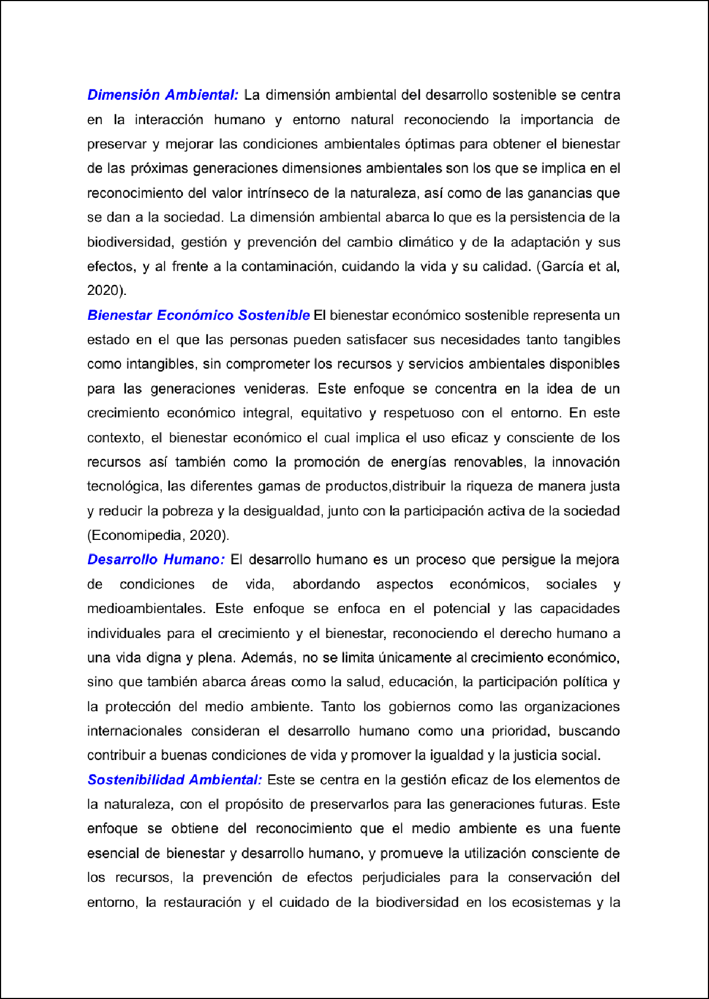 Dimensión Ambiental: La dimensión ambiental del desarrollo sostenible se centra
en la interacción humano y entorno natural reconociendo la importancia de
preservar y mejorar las condiciones ambientales óptimas para obtener el bienestar
de las próximas generaciones dimensiones ambientales son los que se implica en el
reconocimiento del valor intrínseco de la naturaleza, así como de las ganancias que
se dan a la sociedad. La dimensión ambiental abarca lo que es la persistencia de la
biodiversidad, gestión y prevención del cambio climático y de la adaptación y sus
efectos, y al frente a la contaminación, cuidando la vida y su calidad. (García et al,
2020).
Bienestar Económico Sostenible El bienestar económico sostenible representa un
estado en el que las personas pueden satisfacer sus necesidades tanto tangibles
como intangibles, sin comprometer los recursos y servicios ambientales disponibles
para las generaciones venideras. Este enfoque se concentra en la idea de un
crecimiento económico integral, equitativo y respetuoso con el entorno. En este
contexto, el bienestar económico el cual implica el uso eficaz y consciente de los
recursos así también como la promoción de energías renovables, la innovación
tecnológica, las diferentes gamas de productos,distribuir la riqueza de manera justa
y reducir la pobreza y la desigualdad, junto con la participación activa de la sociedad
(Economipedia, 2020).
Desarrollo Humano: El desarrollo humano es un proceso que persigue la mejora
de condiciones de vida, abordando aspectos económicos, sociales y
medioambientales. Este enfoque se enfoca en el potencial y las capacidades
individuales para el crecimiento y el bienestar, reconociendo el derecho humano a
una vida digna y plena. Además, no se limita únicamente al crecimiento económico,
sino que también abarca áreas como la salud, educación, la participación política y
la protección del medio ambiente. Tanto los gobiernos como las organizaciones
internacionales consideran el desarrollo humano como una prioridad, buscando
contribuir a buenas condiciones de vida y promover la igualdad y la justicia social.
Sostenibilidad Ambiental: Este se centra en la gestión eficaz de los elementos de
la naturaleza, con el propósito de preservarlos para las generaciones futuras. Este
enfoque se obtiene del reconocimiento que el medio ambiente es una fuente
esencial de bienestar y desarrollo humano, y promueve la utilización consciente de
los recursos, la prevención de efectos perjudiciales para la conservación del
entorno, la restauración y el cuidado de la biodiversidad en los ecosistemas y la